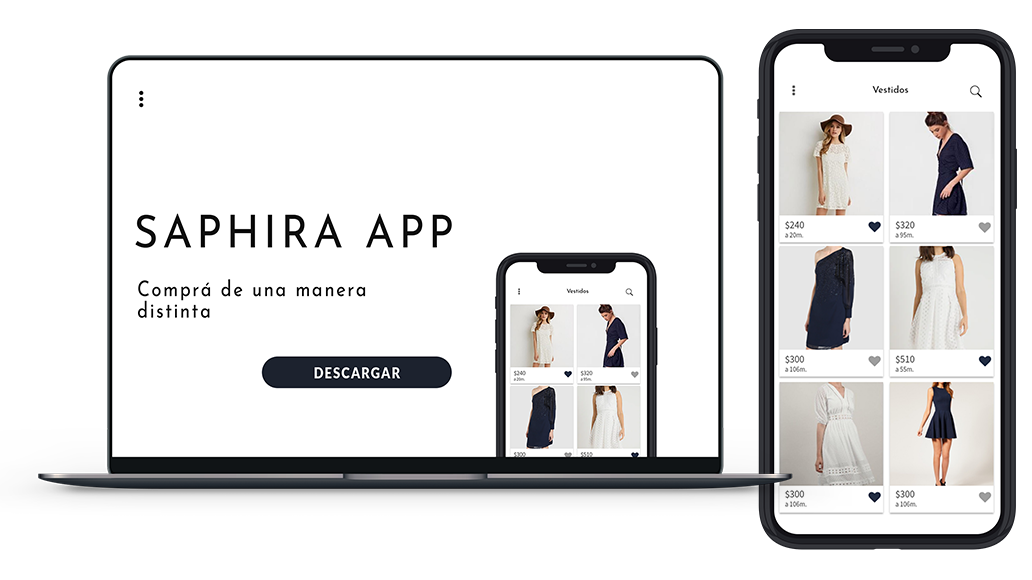 SAPHIRA APP
Comprá de una manera
distinta
DESCARGAR
Vestidos
$240 $320
a 20m. a 95m.
$300 $510
Vestidos
$240 $320
a 20m. a 95m.
$300 $510
a 106m. a 55m.
$300 $300
a 106m. a 106m.